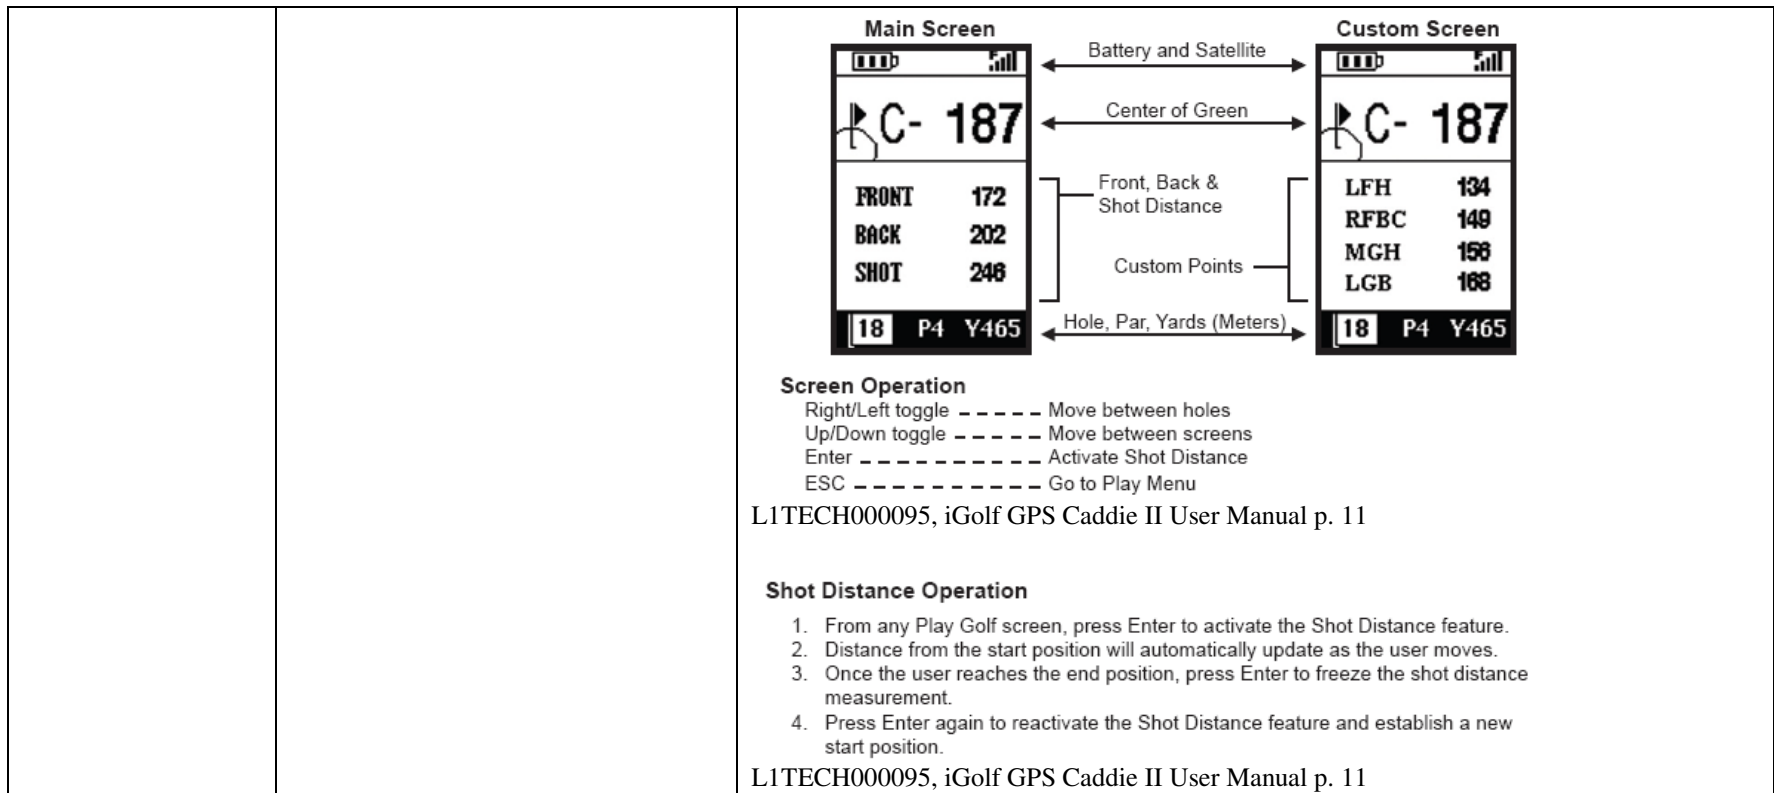 Main Screen
Custom Screen
Battery and Satellite
C- 187
Center of Green
C- 187
FRONT 172
BACK 202
SHOT 246
Front, Back &
Shot Distance
Custom Points
LFH 134
RFBC 149
MGH 156
LGB 168
18 P4 Y465
Hole, Par, Yards (Meters)
18 P4 Y465
Screen Operation
Right/Left toggle – – – – – Move between holes
Up/Down toggle – – – – – Move between screens
Enter – – – – – – – – – – Activate Shot Distance
ESC – – – – – – – – – – Go to Play Menu
L1TECH000095, iGolf GPS Caddie II User Manual p. 11
Shot Distance Operation
1. From any Play Golf screen, press Enter to activate the Shot Distance feature.
2. Distance from the start position will automatically update as the user moves.
3. Once the user reaches the end position, press Enter to freeze the shot distance
measurement.
4. Press Enter again to reactivate the Shot Distance feature and establish a new
start position.
L1TECH000095, iGolf GPS Caddie II User Manual p. 11